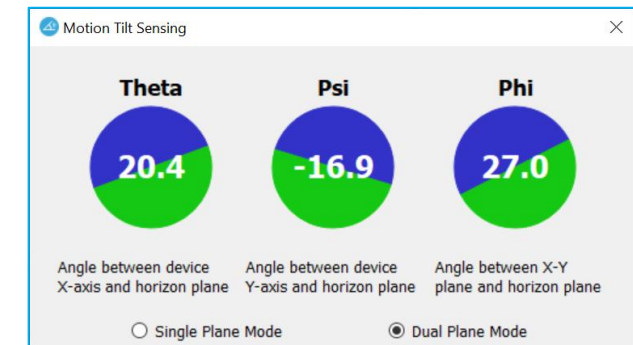 Motion Tilt Sensing
Theta Psi Phi
20.4 -16.9 27.0
Angle between device Angle between device Angle between X-Y
X-axis and horizon plane Y-axis and horizon plane plane and horizon plane
Single Plane Mode Dual Plane Mode